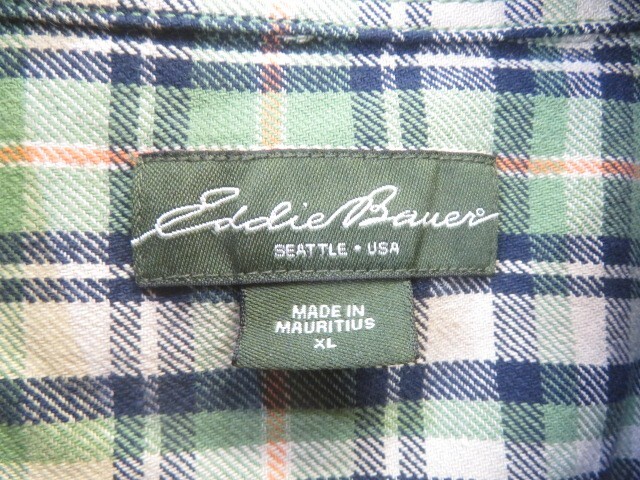 Eddie Bauer®
SEATTLE • USA
MADE IN
MAURITIUS
XL